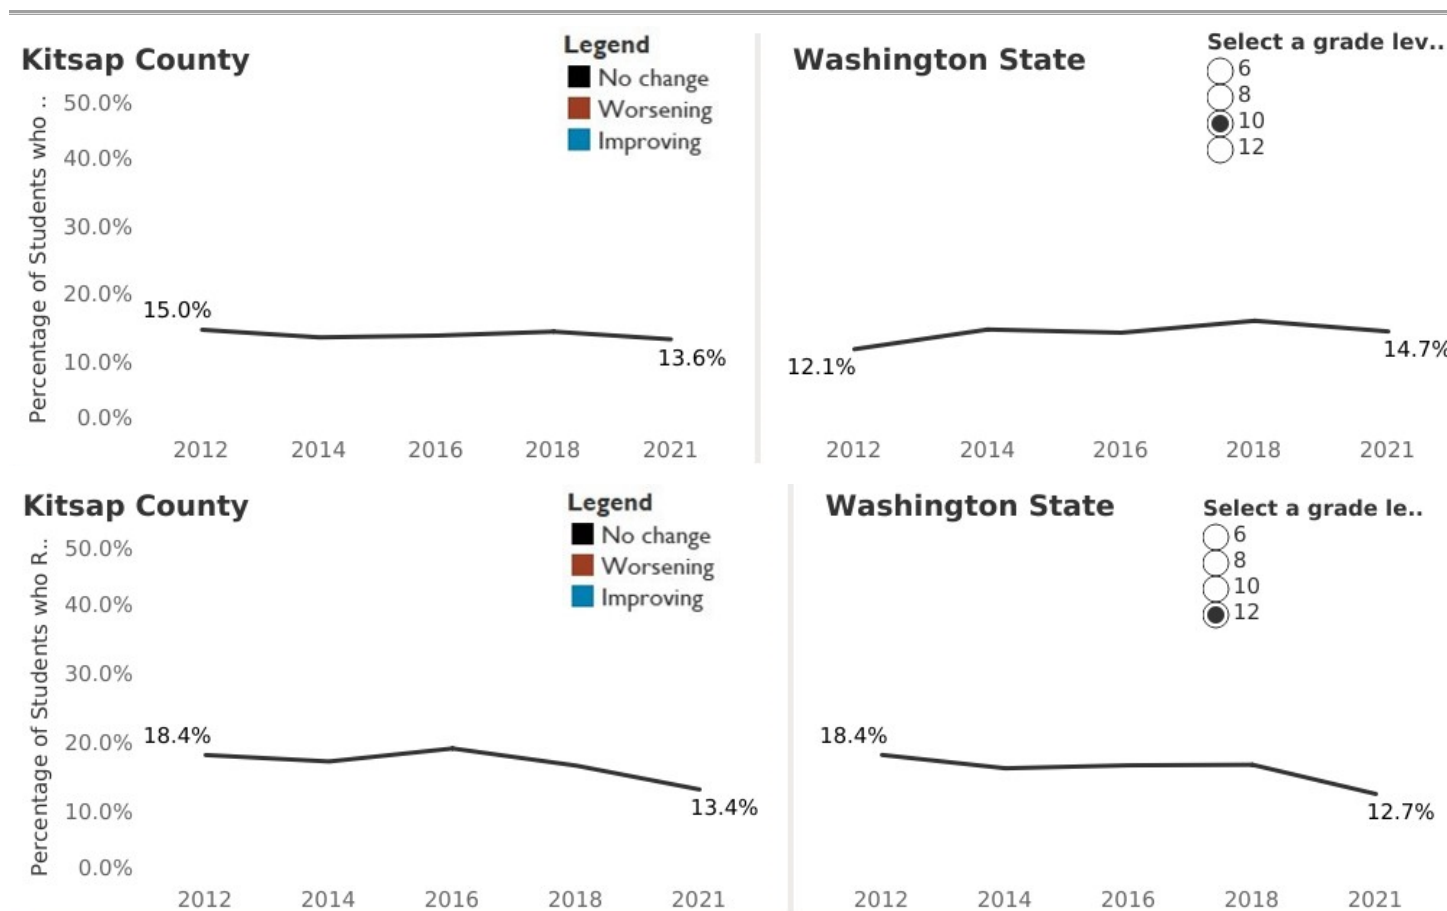 Kitsap County
Legend
No change
Worsening
Improving
Percentage of Students who ..
50.0%
40.0%
30.0%
20.0%
10.0%
0.0%
15.0%
13.6%
2012 2014 2016 2018 2021
Washington State
Select a grade lev..
6
8
10
12
12.1%
14.7%
2012 2014 2016 2018 2021
Kitsap County
Legend
No change
Worsening
Improving
Percentage of Students who R..
50.0%
40.0%
30.0%
20.0%
10.0%
0.0%
18.4%
13.4%
2012 2014 2016 2018 2021
Washington State
Select a grade le..
6
8
10
12
18.4%
12.7%
2012 2014 2016 2018 2021